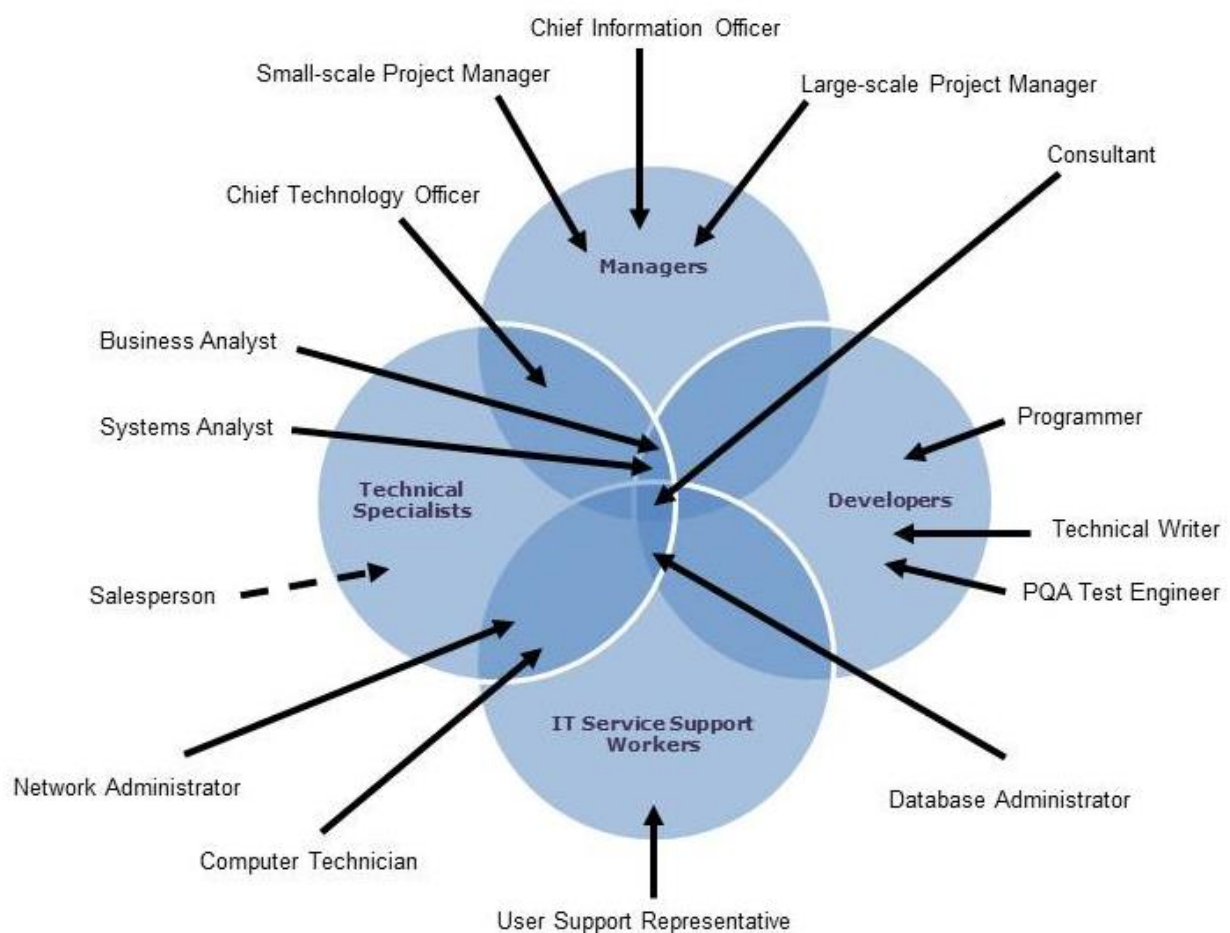 Chief Information Officer
Small-scale Project Manager
Large-scale Project Manager
Consultant
Chief Technology Officer
Managers
Business Analyst
Programmer
Systems Analyst
Technical
Specialists
Developers
Technical Writer
Salesperson
PQA Test Engineer
IT Service Support
Workers
Network Administrator
Database Administrator
Computer Technician
User Support Representative